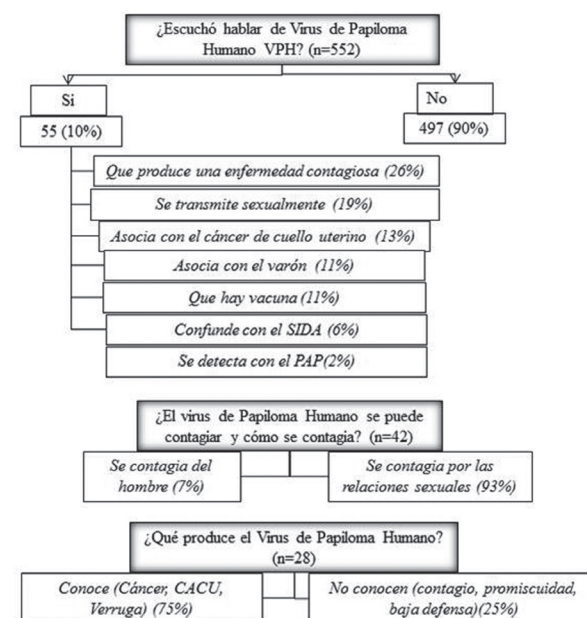 ¿Escuchó hablar de Virus de Papiloma
Humano VPH? (n=552)
Si
No
55 (10%)
497 (90%)
Que produce una enfermedad contagiosa (26%)
Se transmite sexualmente (19%)
Asocia con el cáncer de cuello uterino (13%)
Asocia con el varón (11%)
Que hay vacuna (11%)
Confunde con el SIDA (6%)
Se detecta con el PAP(2%)
¿El virus de Papiloma Humano se puede
contagiar y cómo se contagia? (n=42)
Se contagia del
hombre (7%)
Se contagia por las
relaciones sexuales (93%)
¿Qué produce el Virus de Papiloma Humano?
(n=28)
Conoce (Cáncer, CACU,
Verruga) (75%)
No conocen (contagio, promiscuidad,
baja defensa)(25%)